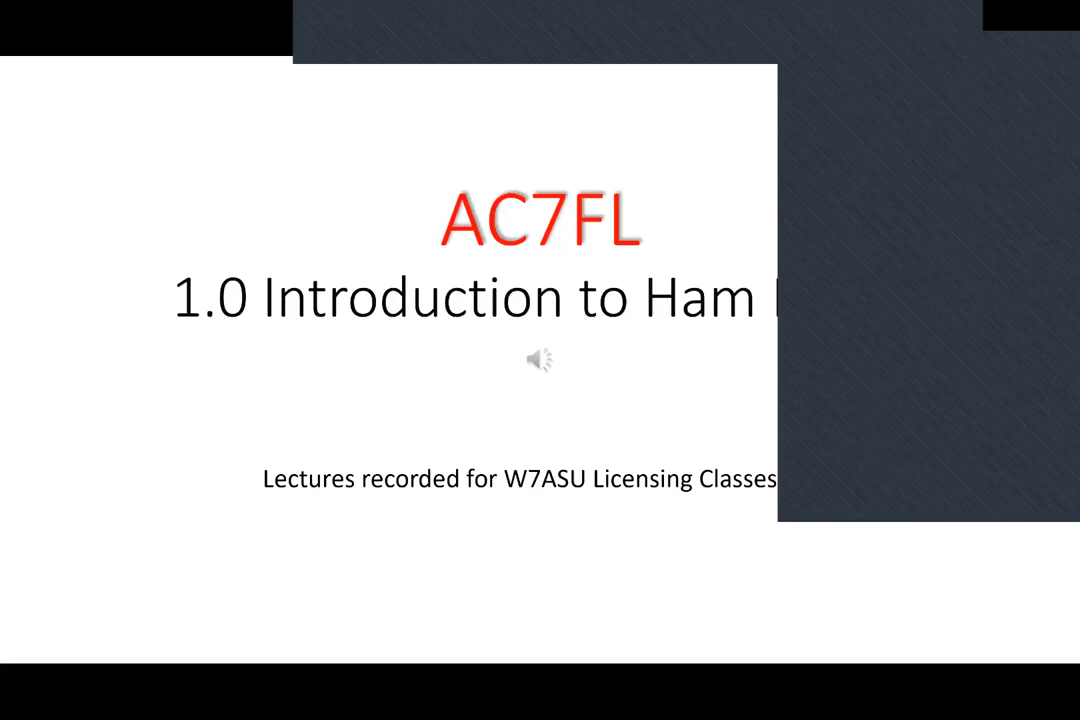 AC7FL
1.0 Introduction to Ham
Lectures recorded for W7ASU Licensing Classes